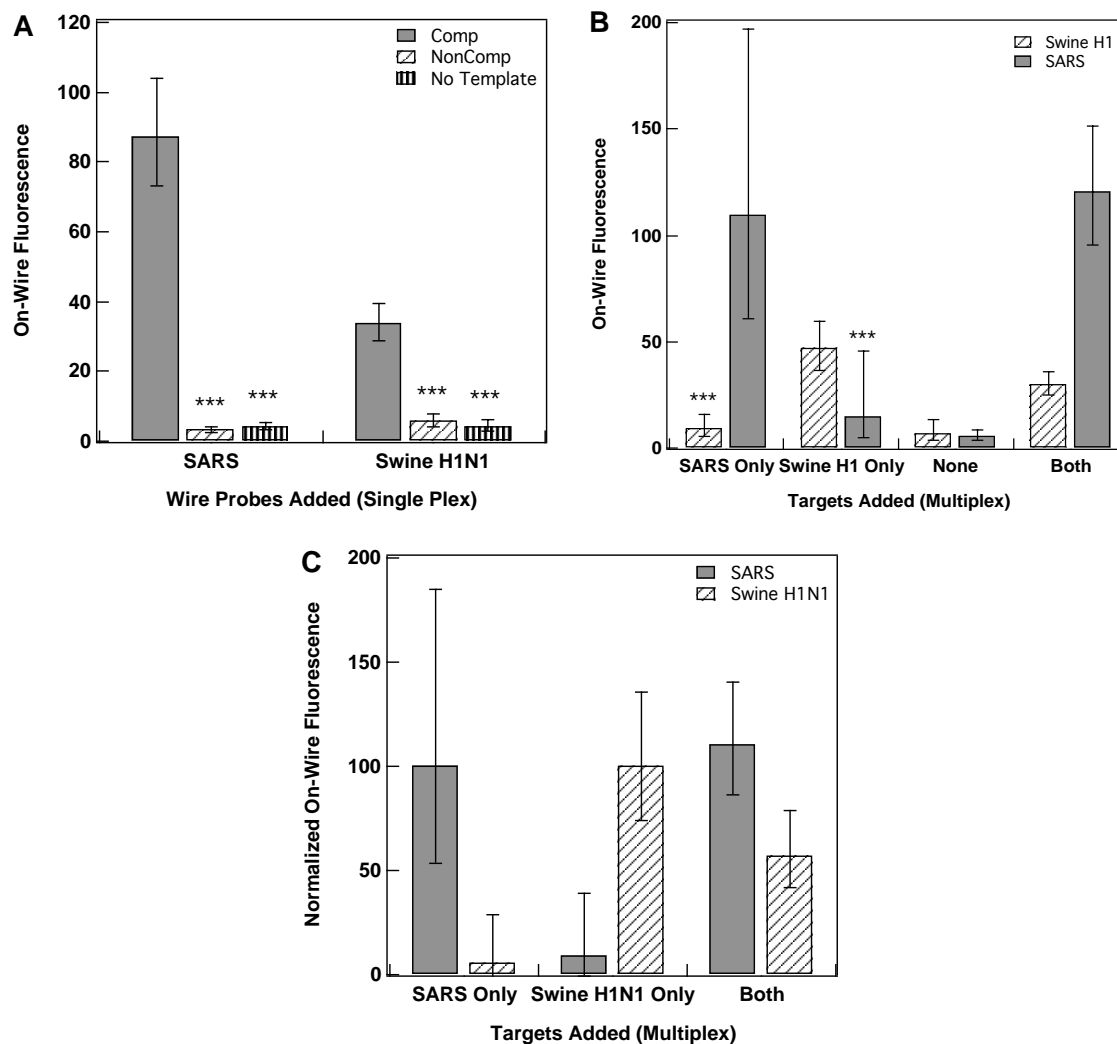 A
On-Wire Fluorescence
120
100
80
60
40
20
0
Comp
NonComp
No Template
*** ***
*** ***
SARS Swine H1N1
Wire Probes Added (Single Plex)
B
On-Wire Fluorescence
200
150
100
50
0
Swine H1
SARS
***
***
SARS Only Swine H1 Only None Both
Targets Added (Multiplex)
C
Normalized On-Wire Fluorescence
200
150
100
50
0
SARS
Swine H1N1
SARS Only Swine H1N1 Only Both
Targets Added (Multiplex)